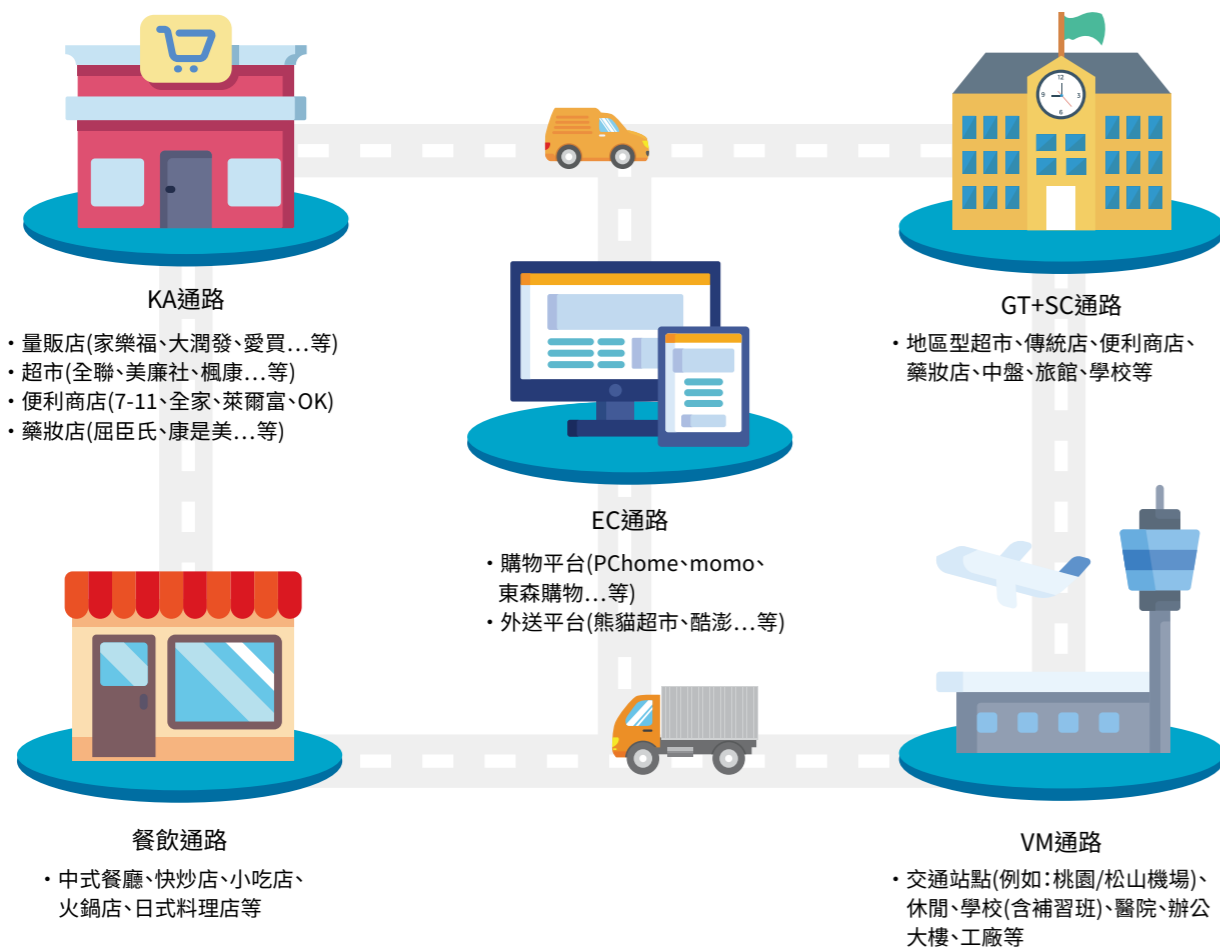 KA通路
・量販店(家樂福、大潤發、愛買…等)
・超市(全聯、美廉社、楓康…等)
・便利商店(7-11、全家、萊爾富、OK)
・藥妝店(屈臣氏、康是美…等)
12
3
6
9
GT+SC通路
・地區型超市、傳統店、便利商店、
藥妝店、中盤、旅館、學校等
EC通路
・購物平台(PChome、momo、
東森購物…等)
・外送平台(熊貓超市、酷澎…等)
餐飲通路
・中式餐廳、快炒店、小吃店、
火鍋店、日式料理店等
VM通路
・交通站點(例如：桃園/松山機場)、
休閒、學校(含補習班)、醫院、辦公
大樓、工廠等